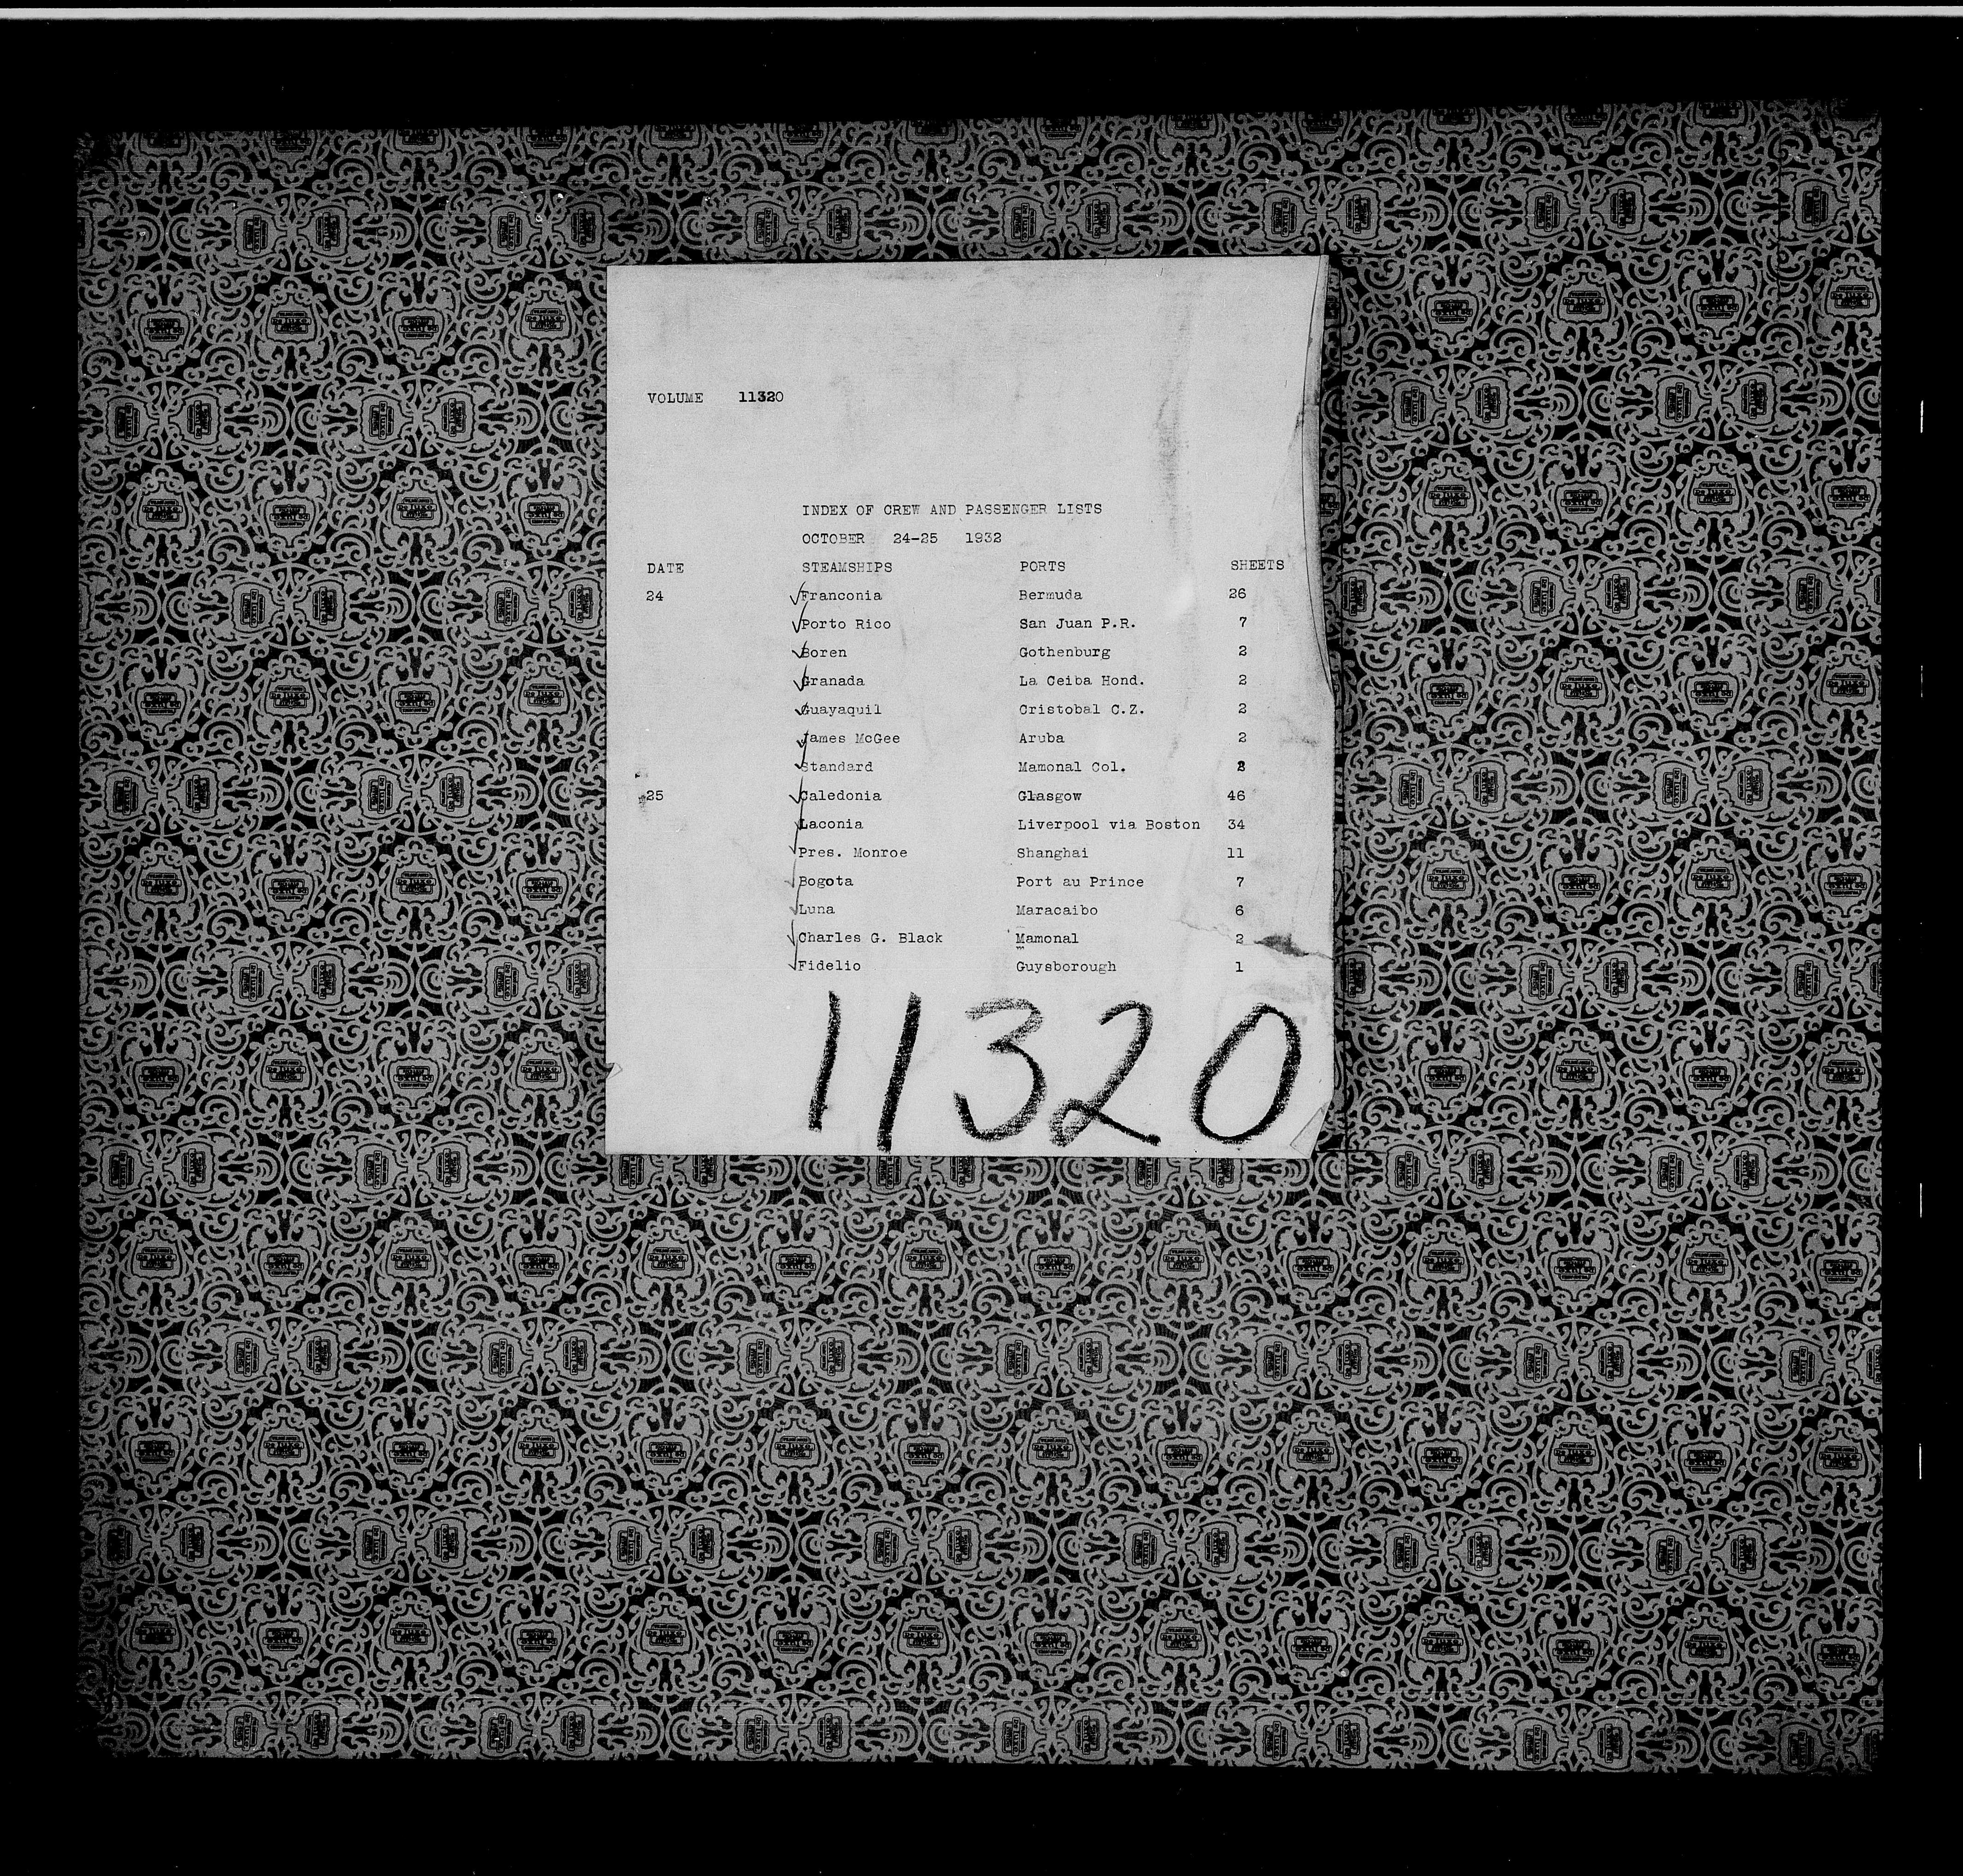 VOLUME 11320
INDEX OF CREW AND PASSENGER LISTS
OCTOBER 24-25 1932
DATE STEAMSHIPS PORTS SHEETS
24 Franconia Bermuda 26
Porto Rico San Juan P.R. 7
Boren Gothenburg 2
Granada La Ceiba Hond. 2
Guayaquil Cristobal C.Z. 2
James McGee Aruba 2
Standard Mamonal Col. 2
25 Caledonia Glasgow 46
Laconia Liverpool via Boston 34
Pres. Monroe Shanghai 11
Bogota Port au Prince 7
Luna Maracaibo 6
Charles G. Black Mamonal 2
Fidelio Guysborough 1
11320